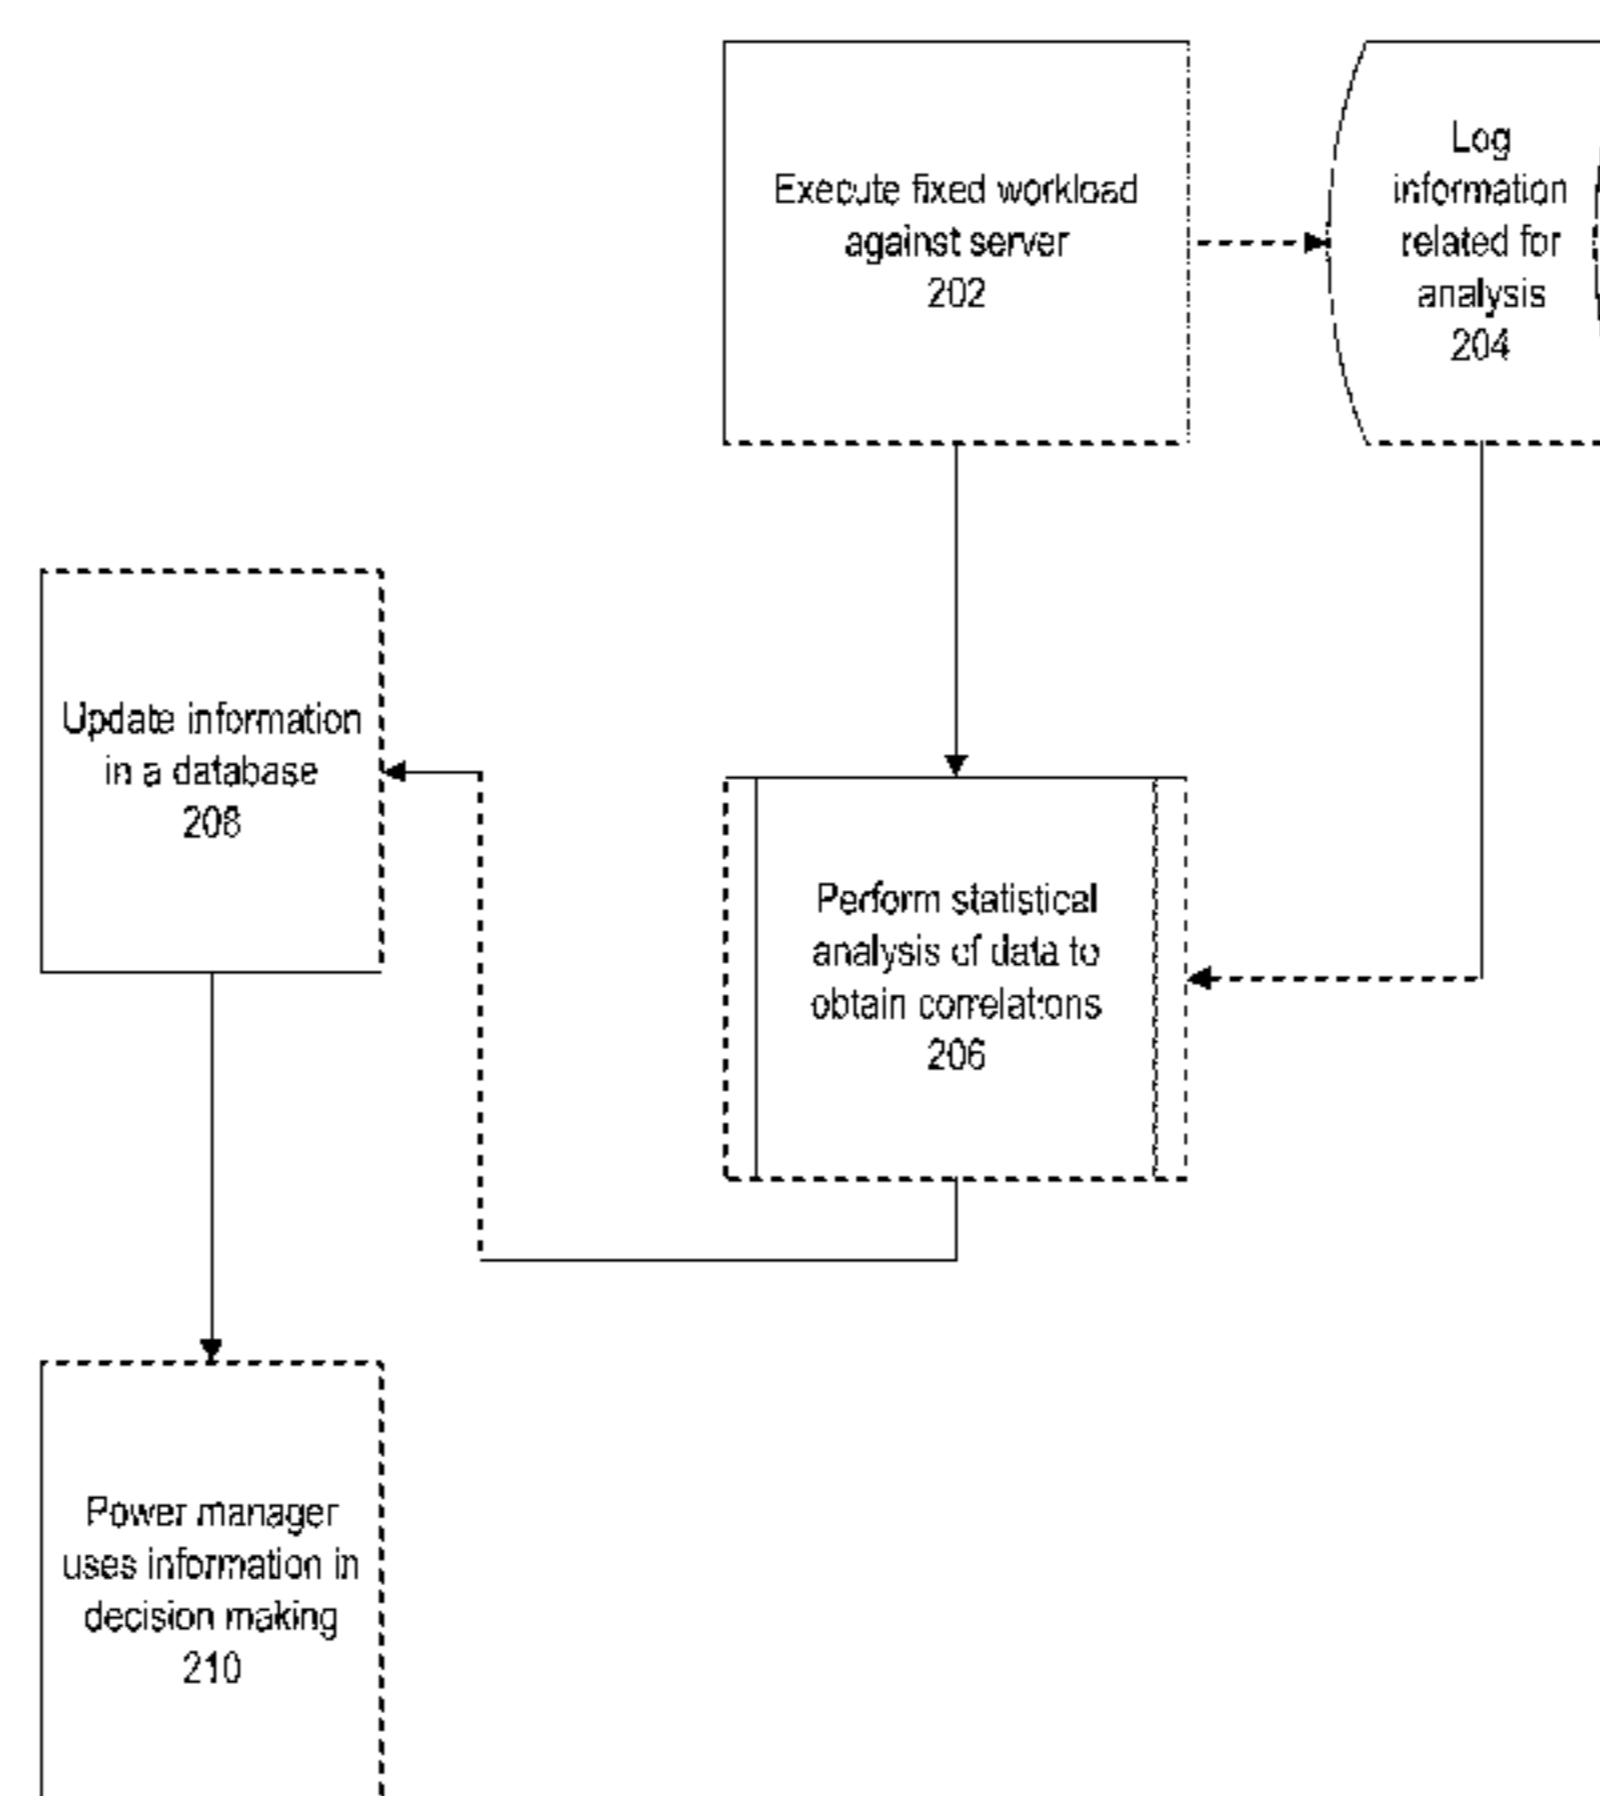 Execute fixed workload
against server
202
Log
information
related for
analysis
204
Update information
in a database
208
Perform statistical
analysis of data to
obtain correlations
206
Power manager
uses information in
decision making
210